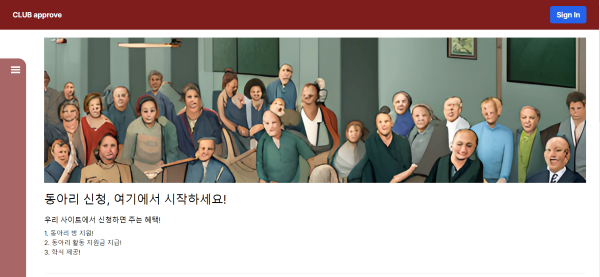 CLUB approve
Sign In
동아리 신청, 여기에서 시작하세요!
우리 사이트에서 신청하면 주는 혜택!
1. 동아리 방 지원!
2. 동아리 활동 지원금 지급!
3. 학식 제공!